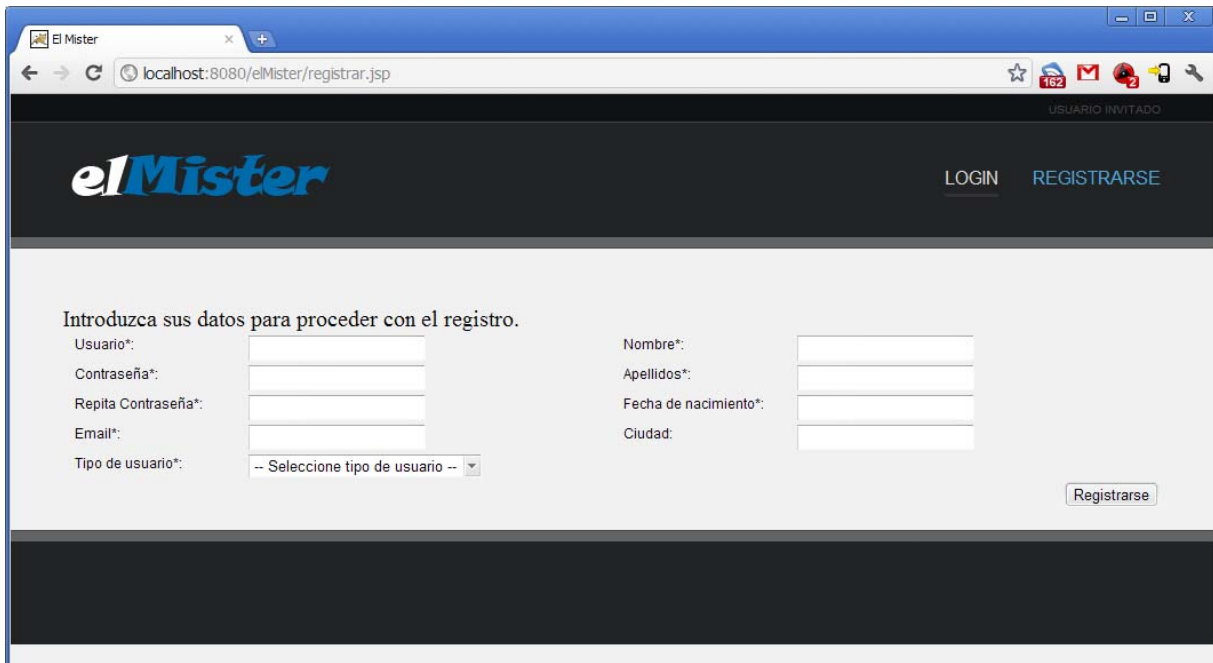 El Mister
localhost:8080/elMister/registrar.jsp
162
2
USUARIO INVITADO
elMister
LOGIN REGISTRARSE
Introduzca sus datos para proceder con el registro.
Usuario*:
Nombre*:
Contraseña*:
Apellidos*:
Repita Contraseña*:
Fecha de nacimiento*:
Email*:
Ciudad:
Tipo de usuario*:
-- Seleccione tipo de usuario --
Registrarse